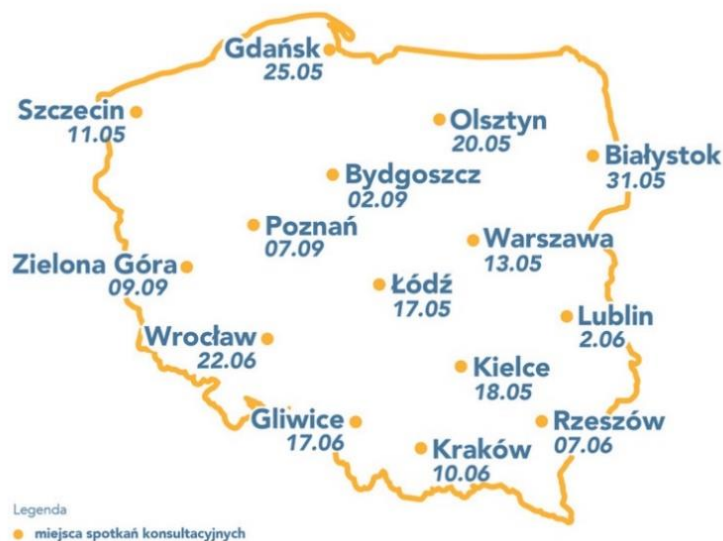 Gdańsk
25.05
Szczecin
11.05
Olsztyn
20.05
Białystok
31.05
Bydgoszcz
02.09
Poznań
07.09
Warszawa
13.05
Zielona Góra
09.09
Łódź
17.05
Lublin
2.06
Wrocław
22.06
Kielce
18.05
Gliwice
17.06
Rzeszów
07.06
Kraków
10.06
Legenda
miejsca spotkań konsultacyjnych